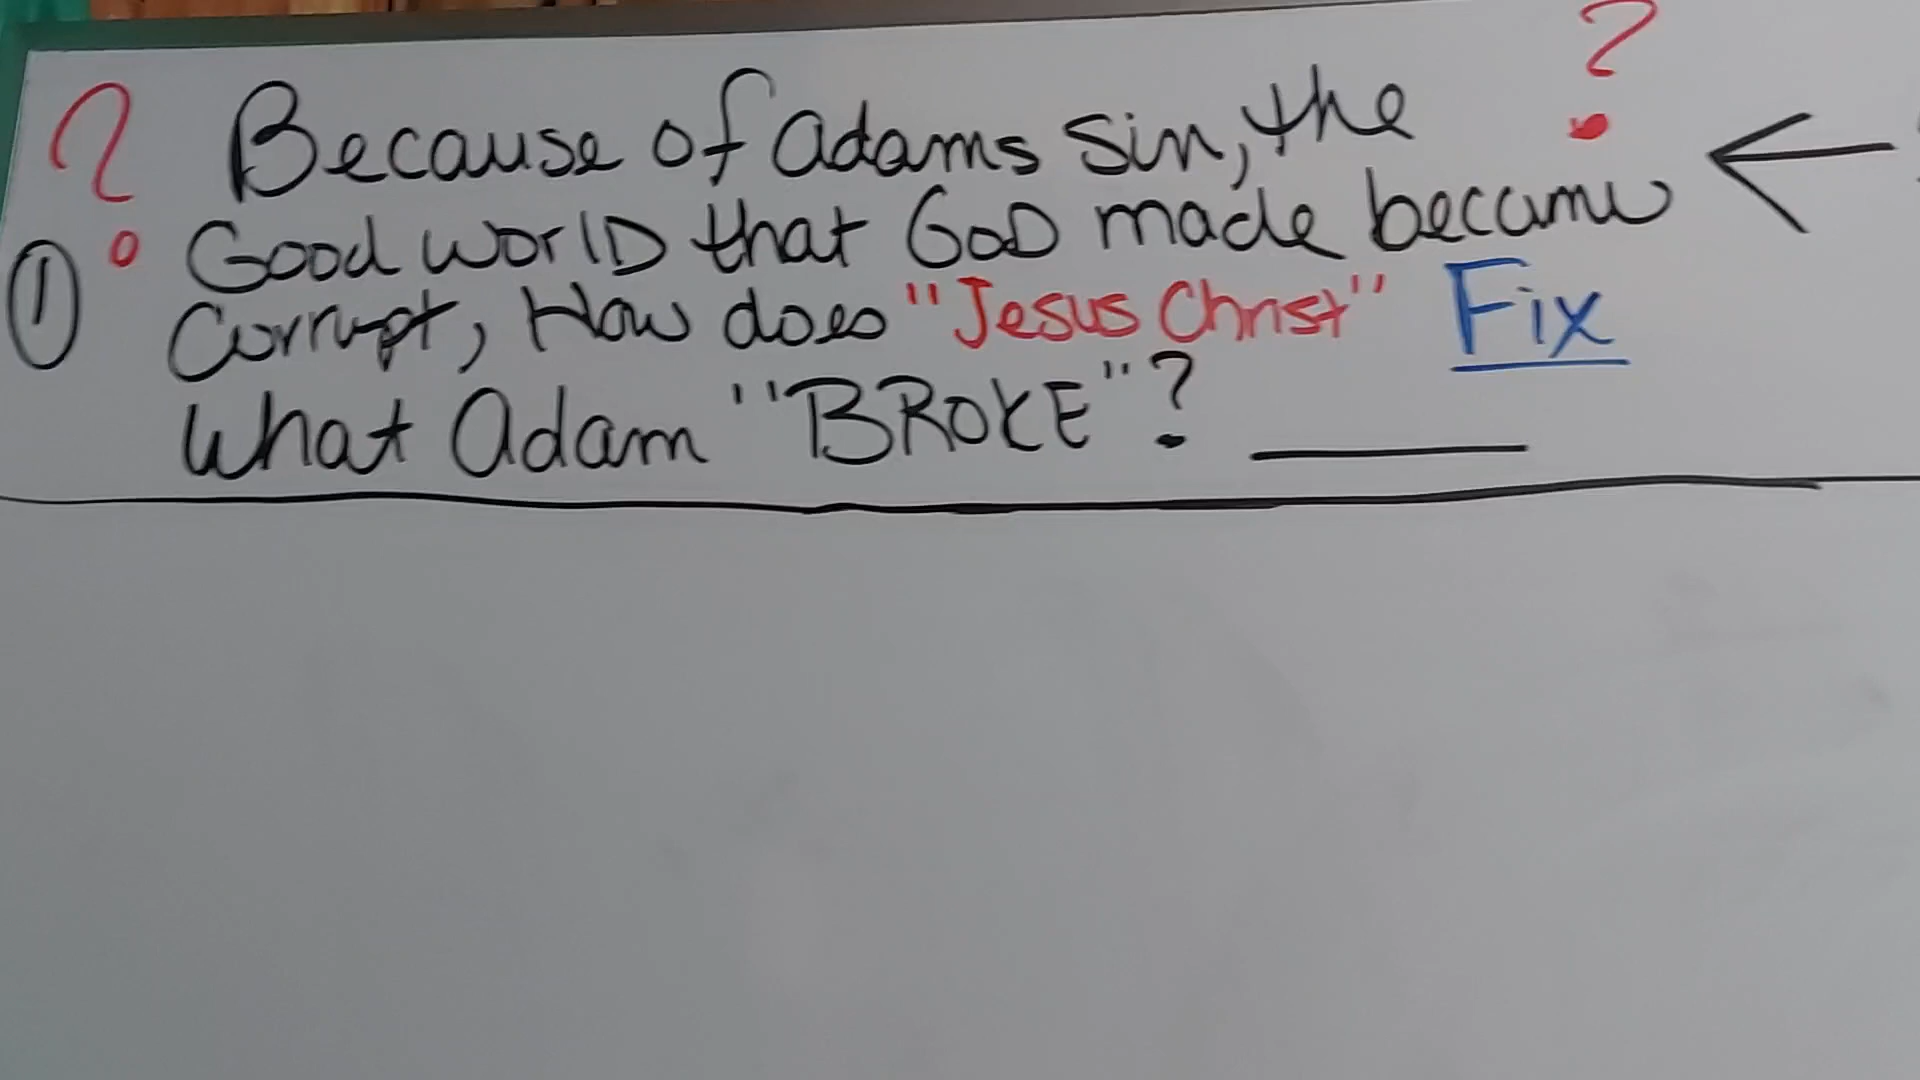 ? Because of Adams Sin, the ?
① Good WorlD that GoD made became ←
Corrupt, How does "Jesus Christ" Fix
What Adam "BROKE"? ______